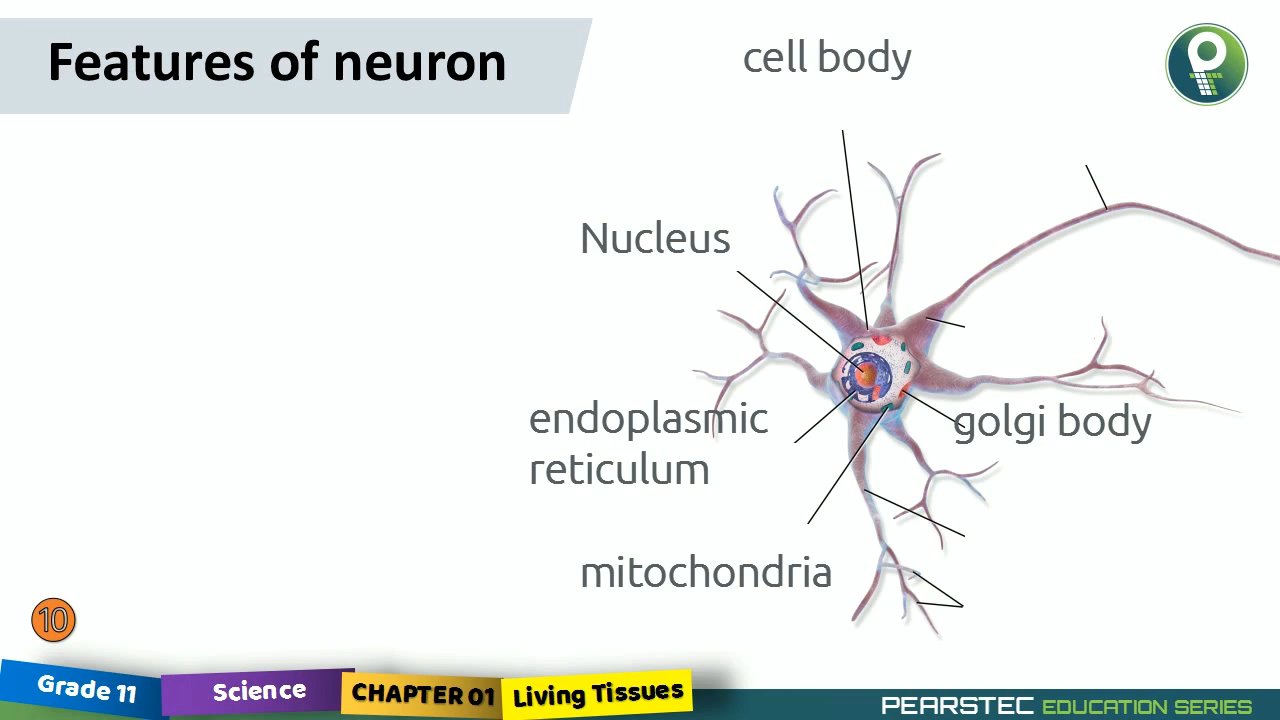 Features of neuron
cell body
Nucleus
endoplasmic
reticulum
golgi body
mitochondria
10
Grade 11
Science
CHAPTER 01
Living Tissues
PEARSTEC EDUCATION SERIES